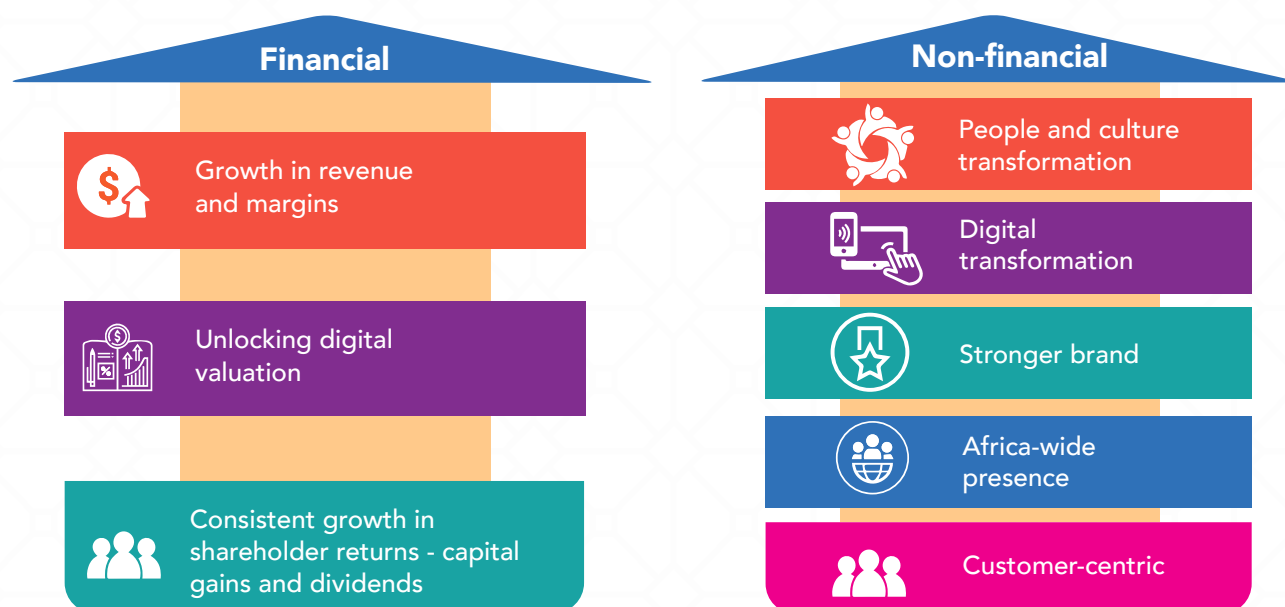 Financial
Growth in revenue
and margins
Unlocking digital
valuation
Consistent growth in
shareholder returns - capital
gains and dividends
Non-financial
People and culture
transformation
Digital
transformation
Stronger brand
Africa-wide
presence
Customer-centric